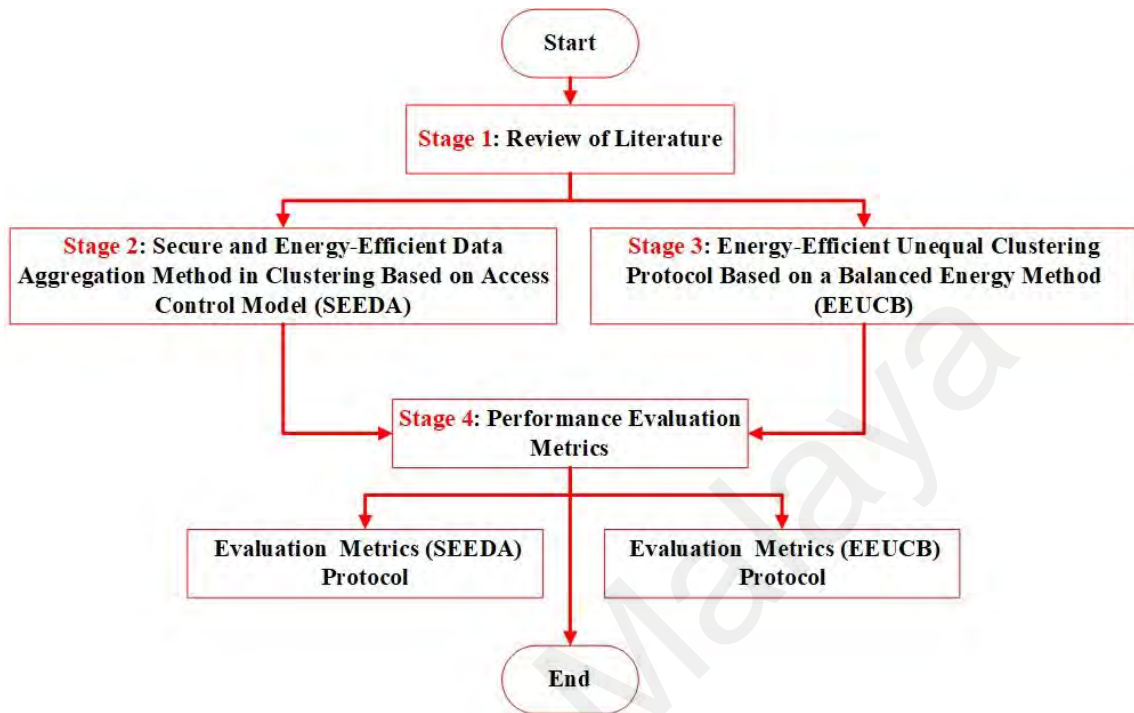 Start
Stage 1: Review of Literature
Stage 2: Secure and Energy-Efficient Data
Aggregation Method in Clustering Based on Access
Control Model (SEEDA)
Stage 3: Energy-Efficient Unequal Clustering
Protocol Based on a Balanced Energy Method
(EEUCB)
Stage 4: Performance Evaluation
Metrics
Evaluation Metrics (SEEDA)
Protocol
Evaluation Metrics (EEUCB)
Protocol
End
Malaya